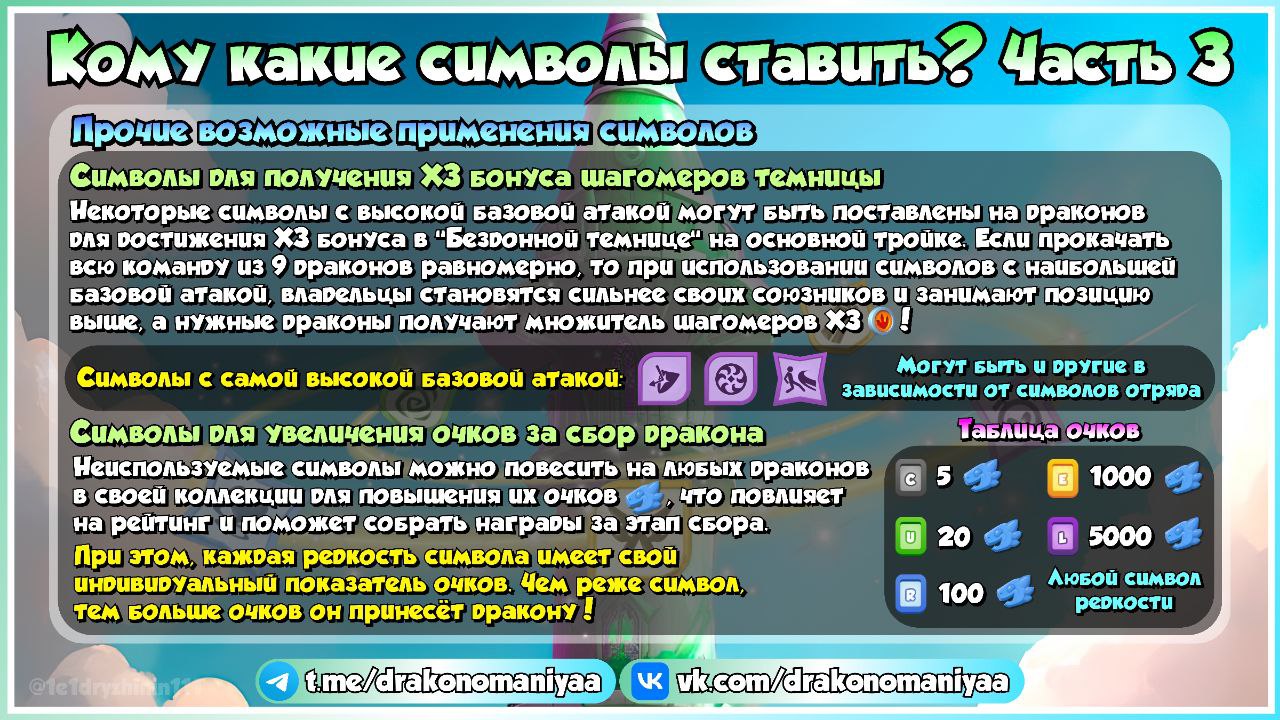 Кому какие символы ставить? Часть 3
Прочие возможные применения символов
Символы для получения X3 бонуса шагомеров темницы
Некоторые символы с высокой базовой атакой могут быть поставлены на драконов
для достижения X3 бонуса в "Бездонной темнице" на основной тройке. Если прокачать
всю команду из 9 драконов равномерно, то при использовании символов с наибольшей
базовой атакой, владельцы становятся сильнее своих союзников и занимают позицию
выше, а нужные драконы получают множитель шагомеров X3 !
Символы с самой высокой базовой атакой:
Могут быть и другие в
зависимости от символов отряда
Символы для увеличения очков за сбор дракона
Неиспользуемые символы можно повесить на любых драконов
в своей коллекции для повышения их очков , что повлияет
на рейтинг и поможет собрать награды за этап сбора.
При этом, каждая редкость символа имеет свой
индивидуальный показатель очков. Чем реже символ,
тем больше очков он принесёт дракону!
Таблица очков
C 5
E 1000
U 20
L 5000
R 100
Любой символ
редкости
t.me/drakonomaniyaa
vk.com/drakonomaniyaa